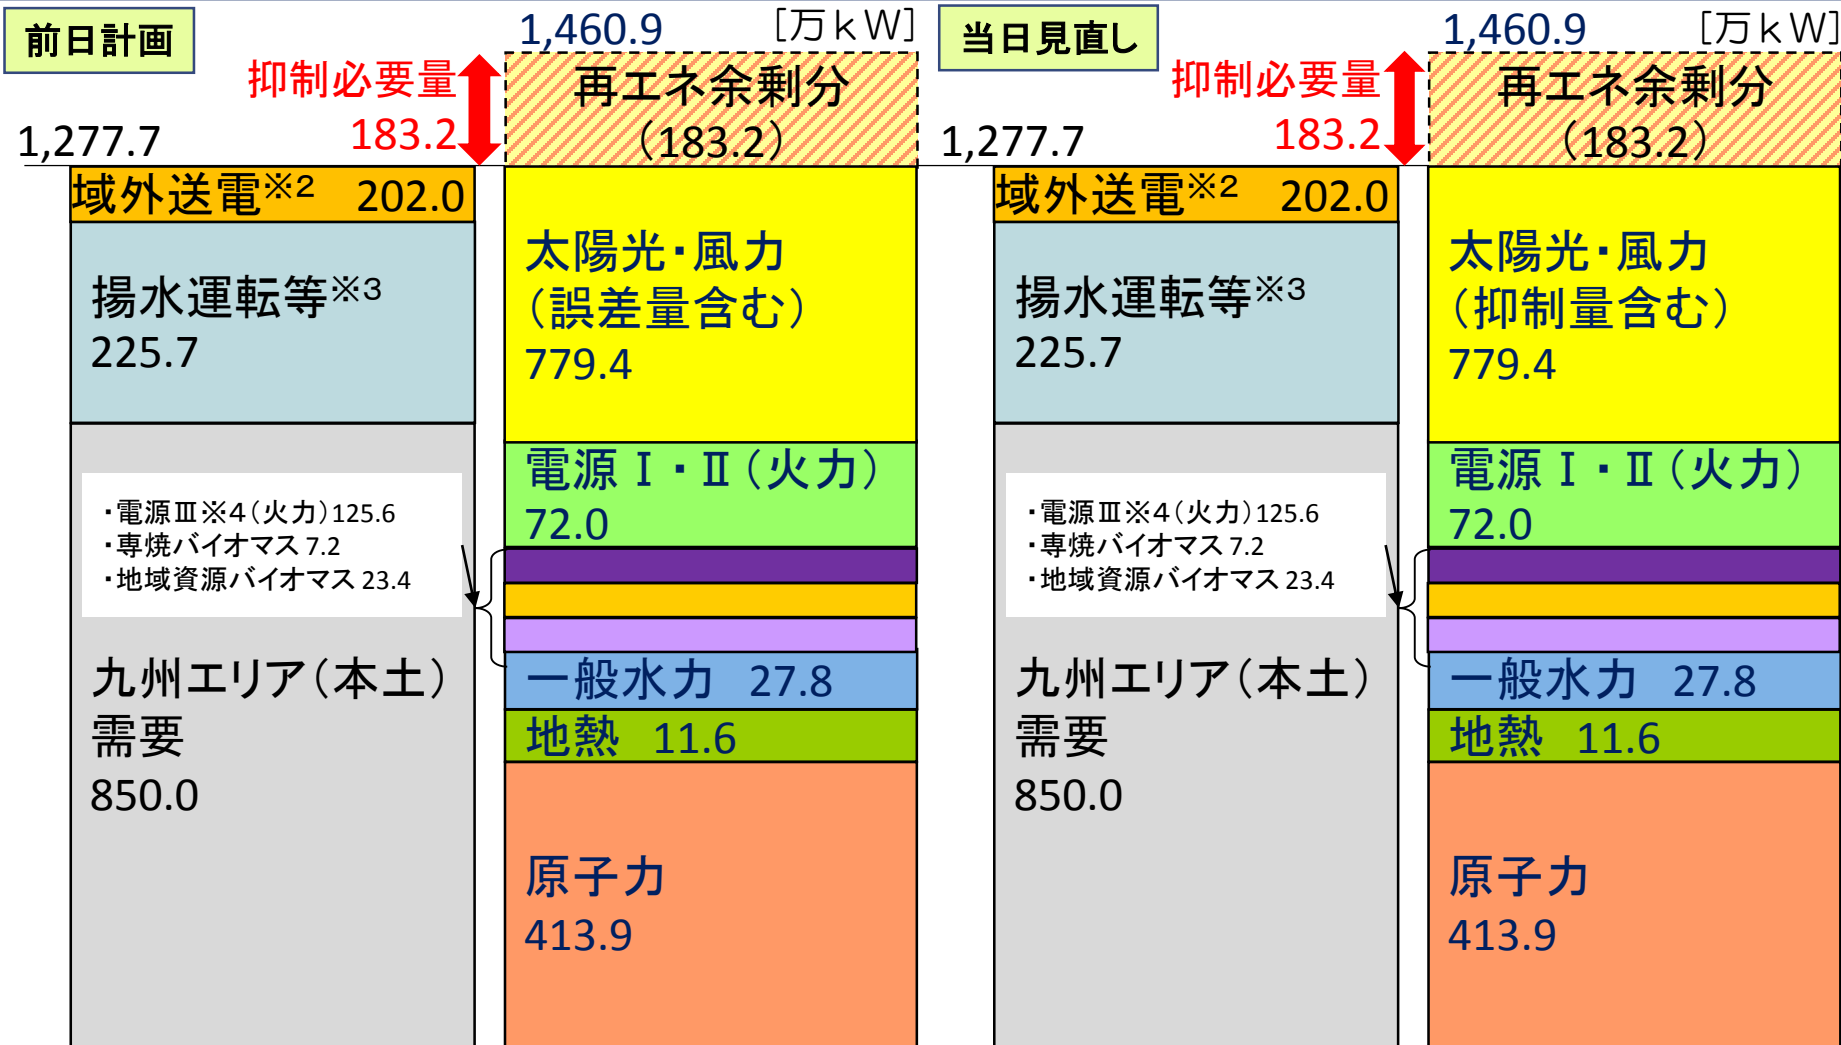 前日計画
1,460.9
[万kW]
抑制必要量
183.2
再エネ余剰分
(183.2)
1,277.7
域外送電※2 202.0
揚水運転等※3
225.7
太陽光・風力
(誤差量含む)
779.4
電源Ⅰ・Ⅱ(火力)
72.0
・電源Ⅲ※4(火力)125.6
・専焼バイオマス 7.2
・地域資源バイオマス 23.4
九州エリア(本土)
需要
850.0
一般水力 27.8
地熱 11.6
原子力
413.9
当日見直し
1,460.9
[万kW]
抑制必要量
183.2
再エネ余剰分
(183.2)
1,277.7
域外送電※2 202.0
揚水運転等※3
225.7
太陽光・風力
(抑制量含む)
779.4
電源Ⅰ・Ⅱ(火力)
72.0
・電源Ⅲ※4(火力)125.6
・専焼バイオマス 7.2
・地域資源バイオマス 23.4
九州エリア(本土)
需要
850.0
一般水力 27.8
地熱 11.6
原子力
413.9